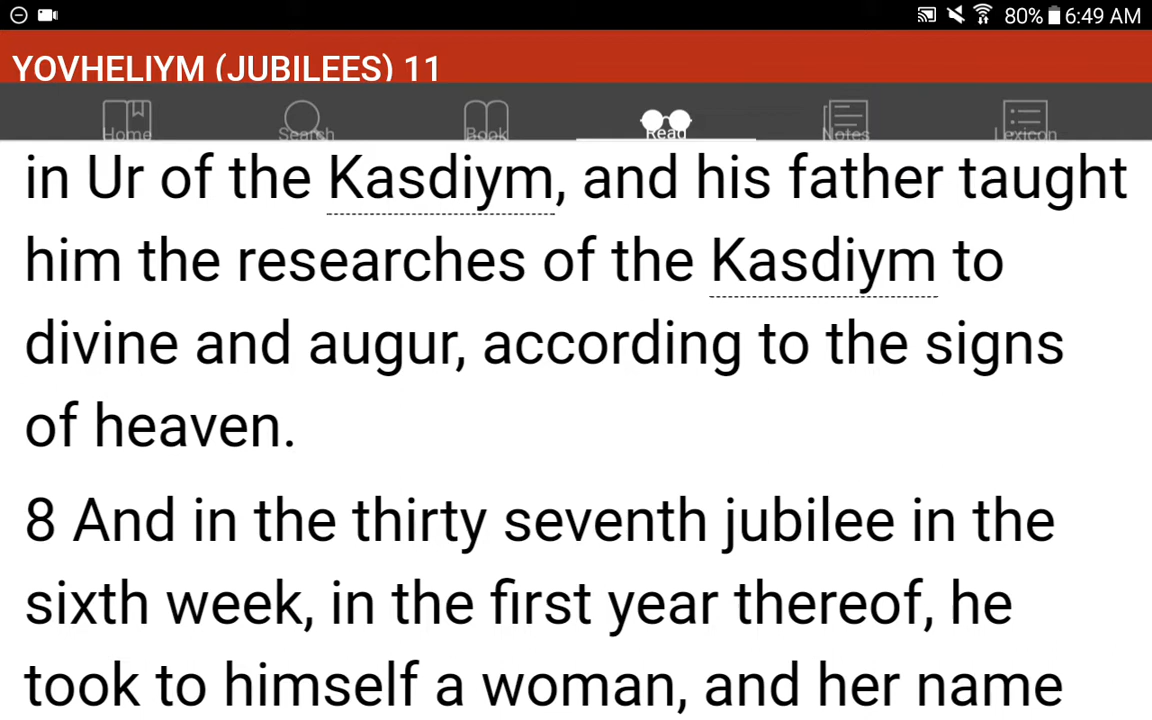 80% 6:49 AM
YOVHELIYM (JUBILEES) 11
Home Search Book Read Notes Lexicon
in Ur of the Kasdiym, and his father taught
him the researches of the Kasdiym to
divine and augur, according to the signs
of heaven.
8 And in the thirty seventh jubilee in the
sixth week, in the first year thereof, he
took to himself a woman, and her name